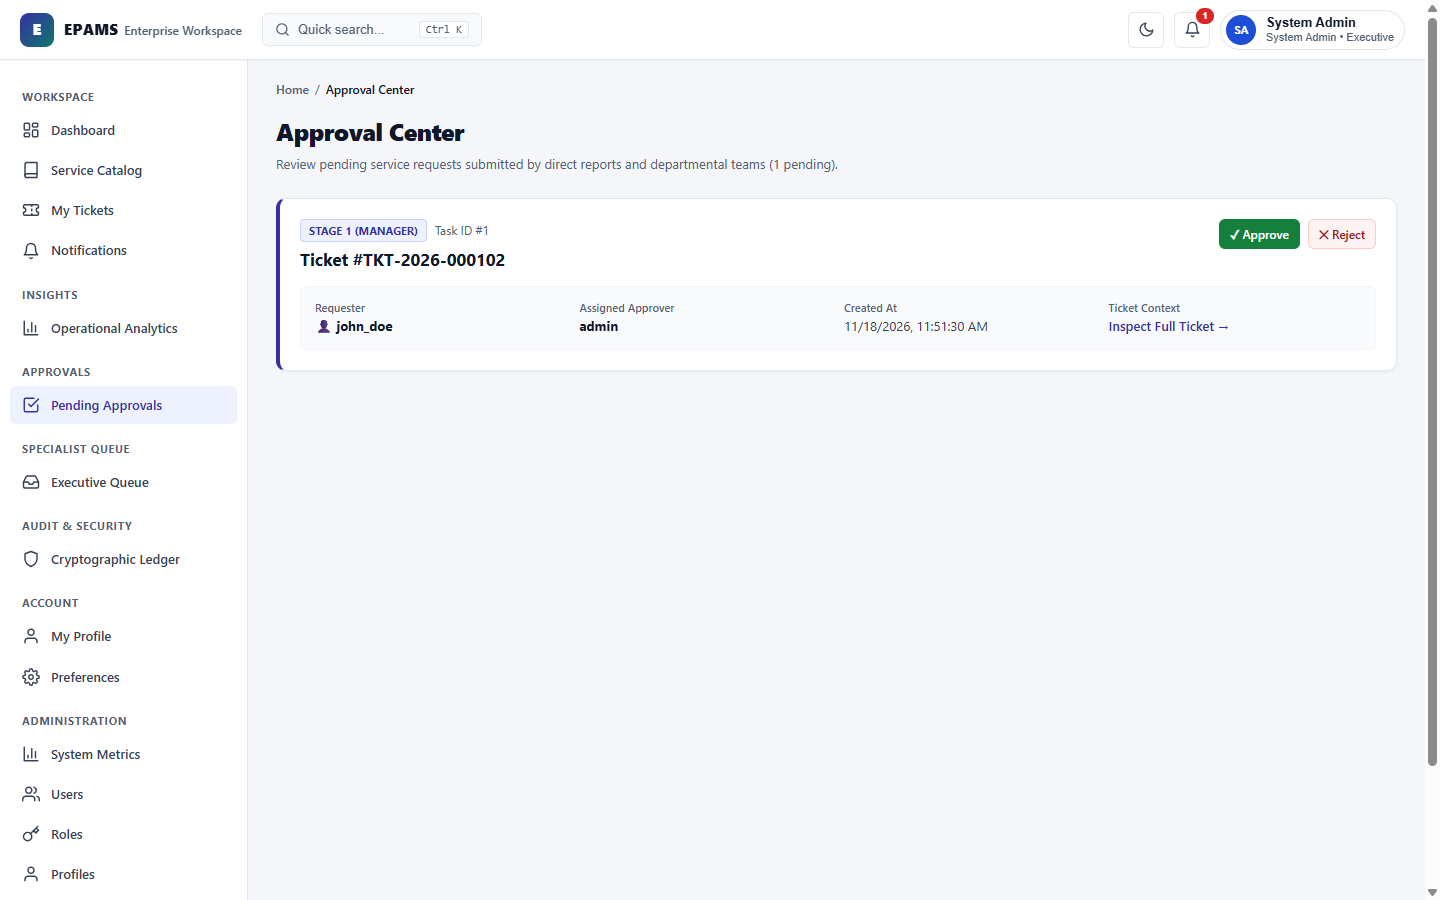 E EPAMS Enterprise Workspace Quick search... Ctrl K 1 SA System Admin
System Admin • Executive
WORKSPACE
Dashboard
Service Catalog
My Tickets
Notifications
INSIGHTS
Operational Analytics
APPROVALS
Pending Approvals
SPECIALIST QUEUE
Executive Queue
AUDIT & SECURITY
Cryptographic Ledger
ACCOUNT
My Profile
Preferences
ADMINISTRATION
System Metrics
Users
Roles
Profiles
Home / Approval Center
Approval Center
Review pending service requests submitted by direct reports and departmental teams (1 pending).
STAGE 1 (MANAGER) Task ID #1 ✓ Approve ✕ Reject
Ticket #TKT-2026-000102
Requester Assigned Approver Created At Ticket Context
john_doe admin 11/18/2026, 11:51:30 AM Inspect Full Ticket →